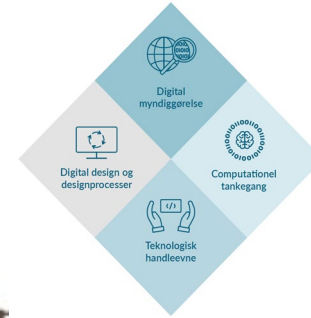 Digital
myndiggørelse
Digital design og
designprocesser
Computationel
tankegang
Teknologisk
handleevne